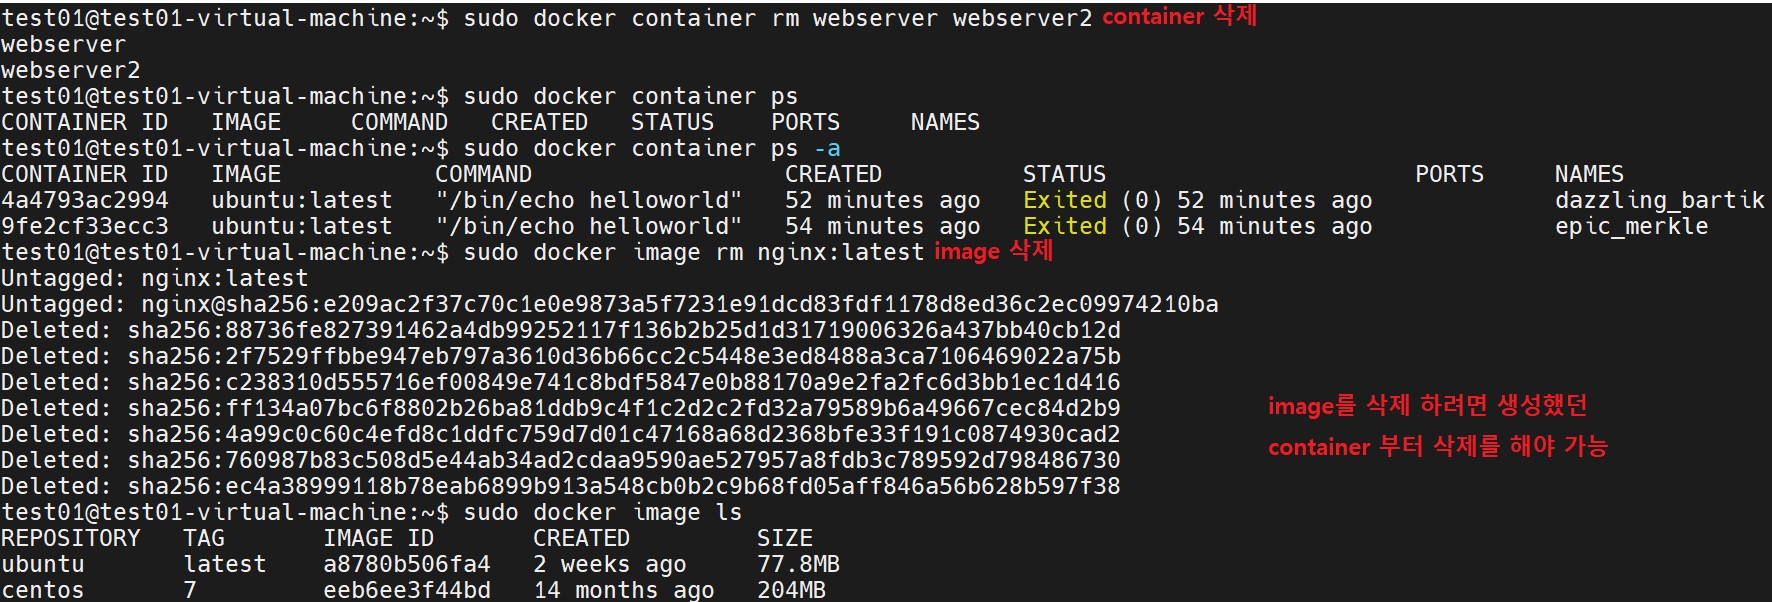 test01@test01-virtual-machine:~$ sudo docker container rm webserver webserver2 container 삭제
webserver
webserver2
test01@test01-virtual-machine:~$ sudo docker container ps
CONTAINER ID   IMAGE     COMMAND   CREATED   STATUS    PORTS     NAMES
test01@test01-virtual-machine:~$ sudo docker container ps -a
CONTAINER ID   IMAGE           COMMAND                  CREATED          STATUS                      PORTS     NAMES
4a4793ac2994   ubuntu:latest   "/bin/echo helloworld"   52 minutes ago   Exited (0) 52 minutes ago             dazzling_bartik
9fe2cf33ecc3   ubuntu:latest   "/bin/echo helloworld"   54 minutes ago   Exited (0) 54 minutes ago             epic_merkle
test01@test01-virtual-machine:~$ sudo docker image rm nginx:latest image 삭제
Untagged: nginx:latest
Untagged: nginx@sha256:e209ac2f37c70c1e0e9873a5f7231e91dcd83fdf1178d8ed36c2ec09974210ba
Deleted: sha256:88736fe827391462a4db99252117f136b2b25d1d31719006326a437bb40cb12d
Deleted: sha256:2f7529ffbbe947eb797a3610d36b66cc2c5448e3ed8488a3ca7106469022a75b
Deleted: sha256:c238310d555716ef00849e741c8bdf5847e0b88170a9e2fa2fc6d3bb1ec1d416
Deleted: sha256:ff134a07bc6f8802b26ba81ddb9c4f1c2d2c2fd32a79589b6a49667cec84d2b9
image를 삭제 하려면 생성했던
Deleted: sha256:4a99c0c60c4efd8c1ddfc759d7d01c47168a68d2368bfe33f191c0874930cad2
container 부터 삭제를 해야 가능
Deleted: sha256:760987b83c508d5e44ab34ad2cdaa9590ae527957a8fdb3c789592d798486730
Deleted: sha256:ec4a38999118b78eab6899b913a548cb0b2c9b68fd05aff846a56b628b597f38
test01@test01-virtual-machine:~$ sudo docker image ls
REPOSITORY   TAG       IMAGE ID       CREATED         SIZE
ubuntu       latest    a8780b506fa4   2 weeks ago     77.8MB
centos       7         eeb6ee3f44bd   14 months ago   204MB